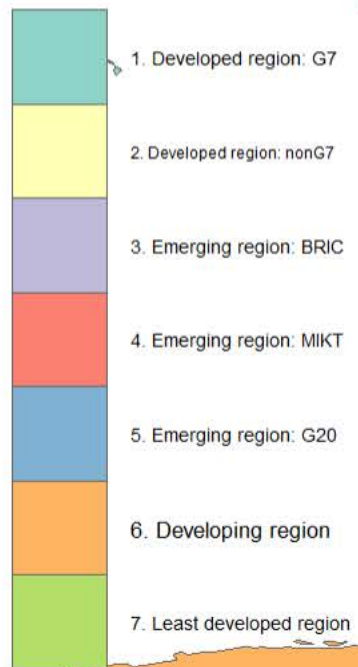 1. Developed region: G7
2. Developed region: nonG7
3. Emerging region: BRIC
4. Emerging region: MIKT
5. Emerging region: G20
6. Developing region
7. Least developed region